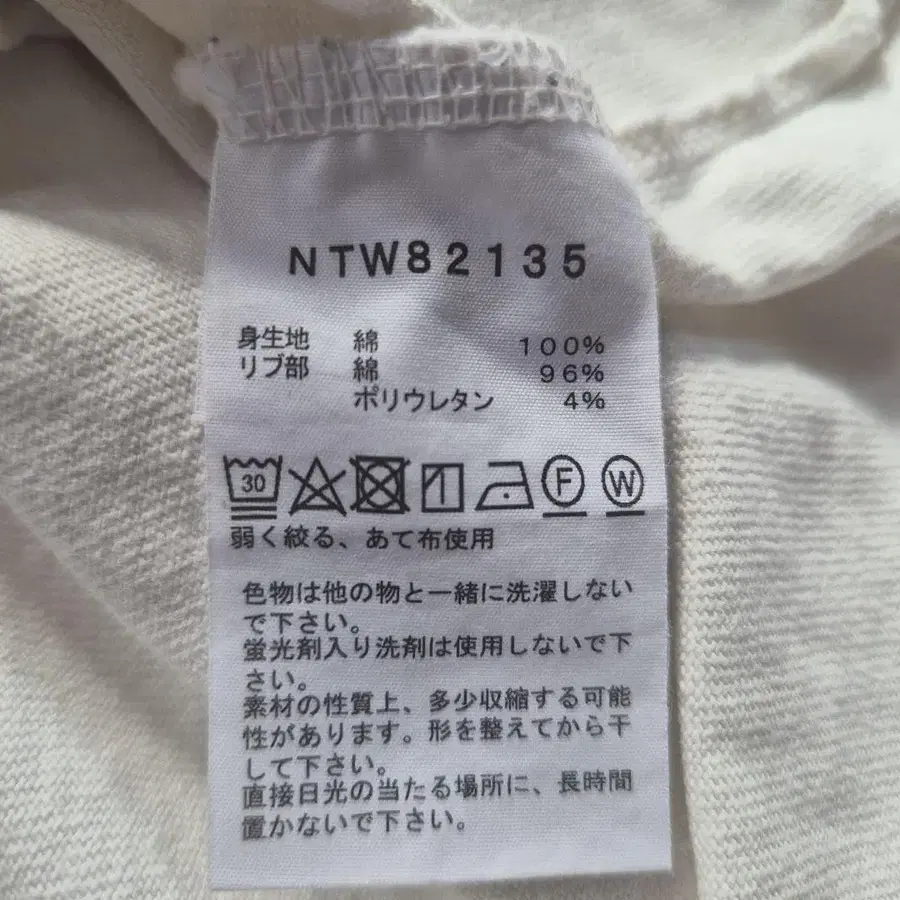 NTW82135
身生地 綿 100%
リブ部 綿 96%
ポリウレタン 4%
30 F W
弱く絞る、あて布使用
色物は他の物と一緒に洗濯しない
で下さい。
蛍光剤入り洗剤は使用しないで下
さい。
素材の性質上、多少収縮する可能
性があります。形を整えてから干
して下さい。
直接日光の当たる場所に、長時間
置かないで下さい。